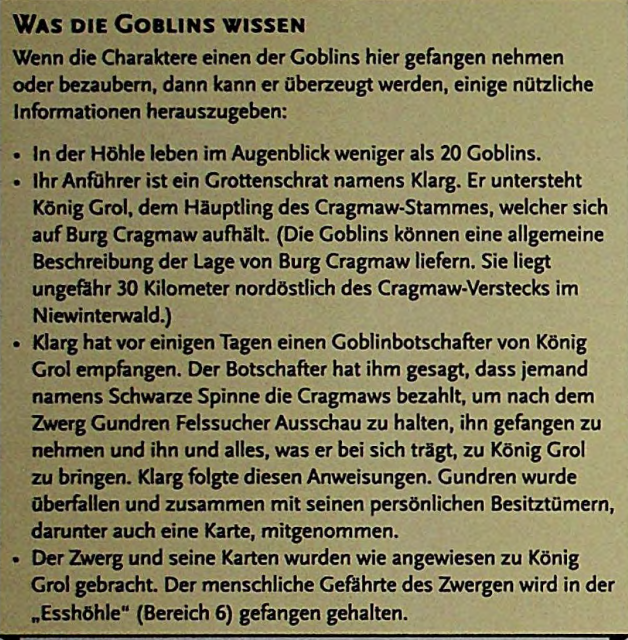 WAS DIE GOBLINS WISSEN
Wenn die Charaktere einen der Goblins hier gefangen nehmen
oder bezaubern, dann kann er überzeugt werden, einige nützliche
Informationen herauszugeben:
• In der Höhle leben im Augenblick weniger als 20 Goblins.
• Ihr Anführer ist ein Grottenschrat namens Klarg. Er untersteht
König Grol, dem Häuptling des Cragmaw-Stammes, welcher sich
auf Burg Cragmaw aufhält. (Die Goblins können eine allgemeine
Beschreibung der Lage von Burg Cragmaw liefern. Sie liegt
ungefähr 30 Kilometer nordöstlich des Cragmaw-Verstecks im
Niewinterwald.)
• Klarg hat vor einigen Tagen einen Goblinbotschafter von König
Grol empfangen. Der Botschafter hat ihm gesagt, dass jemand
namens Schwarze Spinne die Cragmaws bezahlt, um nach dem
Zwerg Gundren Felssucher Ausschau zu halten, ihn gefangen zu
nehmen und ihn und alles, was er bei sich trägt, zu König Grol
zu bringen. Klarg folgte diesen Anweisungen. Gundren wurde
überfallen und zusammen mit seinen persönlichen Besitztümern,
darunter auch eine Karte, mitgenommen.
• Der Zwerg und seine Karten wurden wie angewiesen zu König
Grol gebracht. Der menschliche Gefährte des Zwergen wird in der
„Esshöhle“ (Bereich 6) gefangen gehalten.